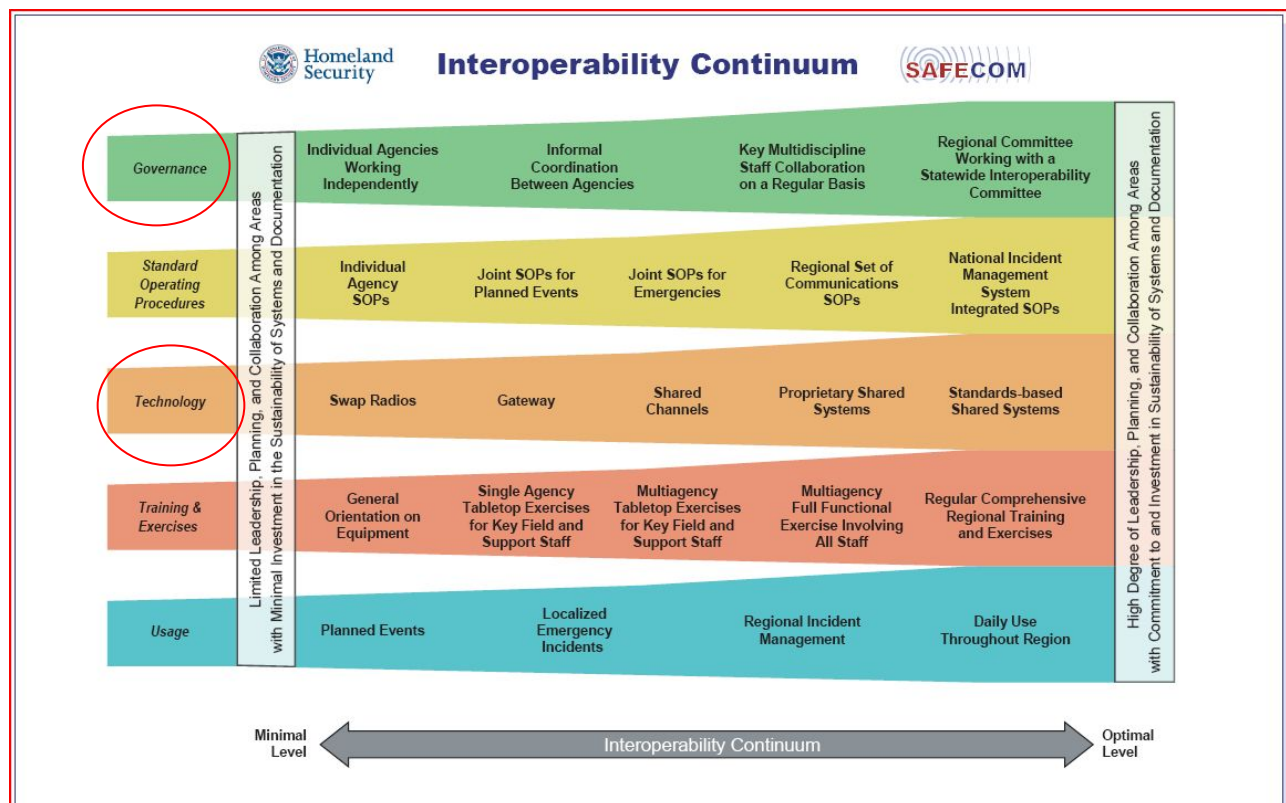 Homeland
Security
Interoperability Continuum
SAFECOM
Governance
Limited Leadership, Planning, and Collaboration Among Areas
with Minimal Investment in the Sustainability of Systems and Documentation
Individual Agencies
Working
Independently
Informal
Coordination
Between Agencies
Key Multidiscipline
Staff Collaboration
on a Regular Basis
Regional Committee
Working with a
Statewide Interoperability
Committee
High Degree of Leadership, Planning, and Collaboration Among Areas
with Commitment to and Investment in Sustainability of Systems and Documentation
Standard
Operating
Procedures
Individual
Agency
SOPs
Joint SOPs for
Planned Events
Joint SOPs for
Emergencies
Regional Set of
Communications
SOPs
National Incident
Management
System
Integrated SOPs
Technology
Swap Radios
Gateway
Shared
Channels
Proprietary Shared
Systems
Standards-based
Shared Systems
Training &
Exercises
General
Orientation on
Equipment
Single Agency
Tabletop Exercises
for Key Field and
Support Staff
Multiagency
Tabletop Exercises
for Key Field and
Support Staff
Multiagency
Full Functional
Exercise Involving
All Staff
Regular Comprehensive
Regional Training
and Exercises
Usage
Planned Events
Localized
Emergency
Incidents
Regional Incident
Management
Daily Use
Throughout Region
Minimal
Level
Interoperability Continuum
Optimal
Level